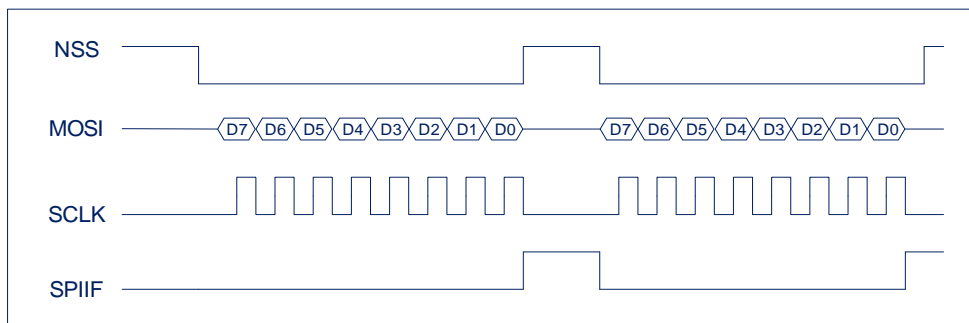 NSS
MOSI D7 D6 D5 D4 D3 D2 D1 D0 D7 D6 D5 D4 D3 D2 D1 D0
SCLK
SPIIF